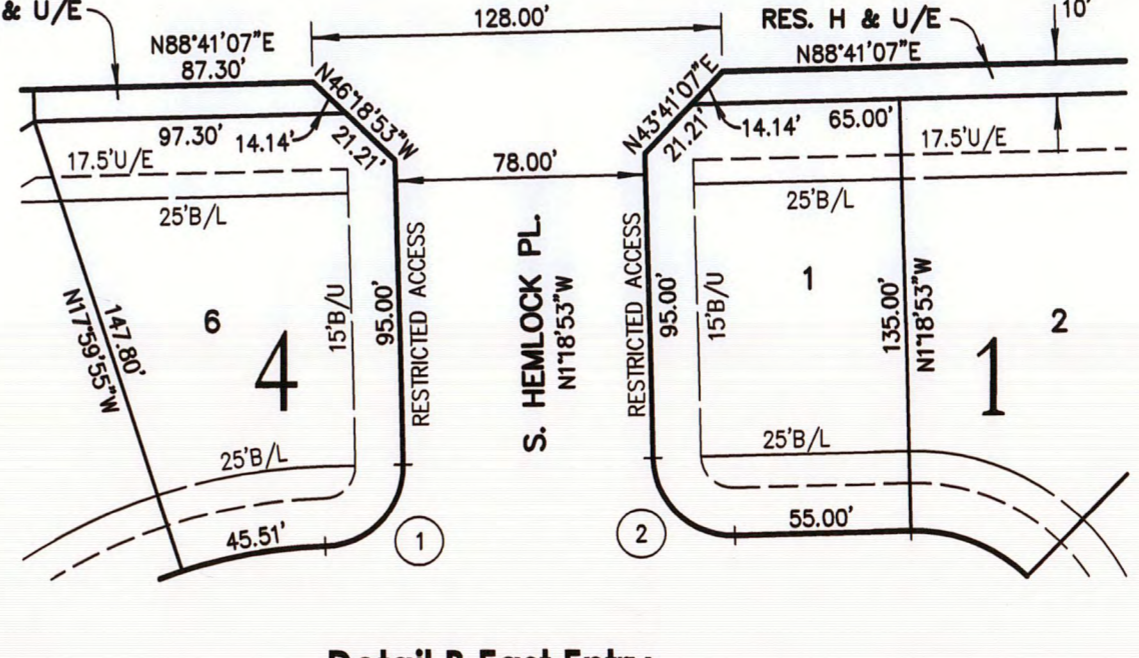 & U/E
128.00'
RES. H & U/E
10'
N88°41'07"E
87.30'
N88°41'07"E
N46°18'53"W
N43°41'07"E
97.30'
14.14'
21.21'
21.21'
14.14'
65.00'
17.5'U/E
78.00'
17.5'U/E
25'B/L
25'B/L
S. HEMLOCK PL.
N1°18'53"W
RESTRICTED ACCESS
RESTRICTED ACCESS
95.00'
95.00'
15'B/U
15'B/U
135.00'
N1°18'53"W
147.80'
N17°59'55"W
6
4
1
2
1
25'B/L
25'B/L
45.51'
1
2
55.00'
Detail B East Entry